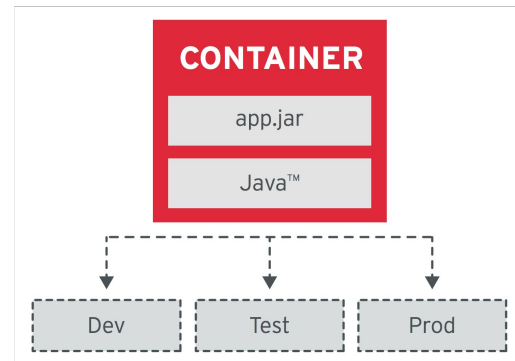 CONTAINER
app.jar
Java™
Dev
Test
Prod